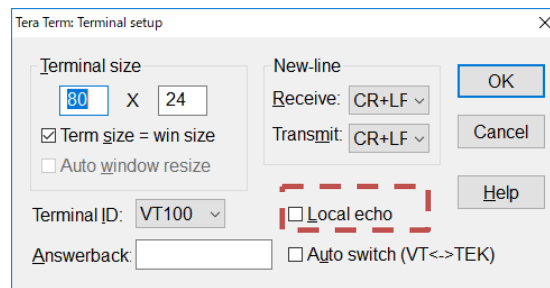 Tera Term: Terminal setup
Terminal size
80 X 24
Term size = win size
Auto window resize
New-line
Receive: CR+LF
Transmit: CR+LF
OK
Cancel
Help
Terminal ID: VT100
Local echo
Answerback:
Auto switch (VT<->TEK)